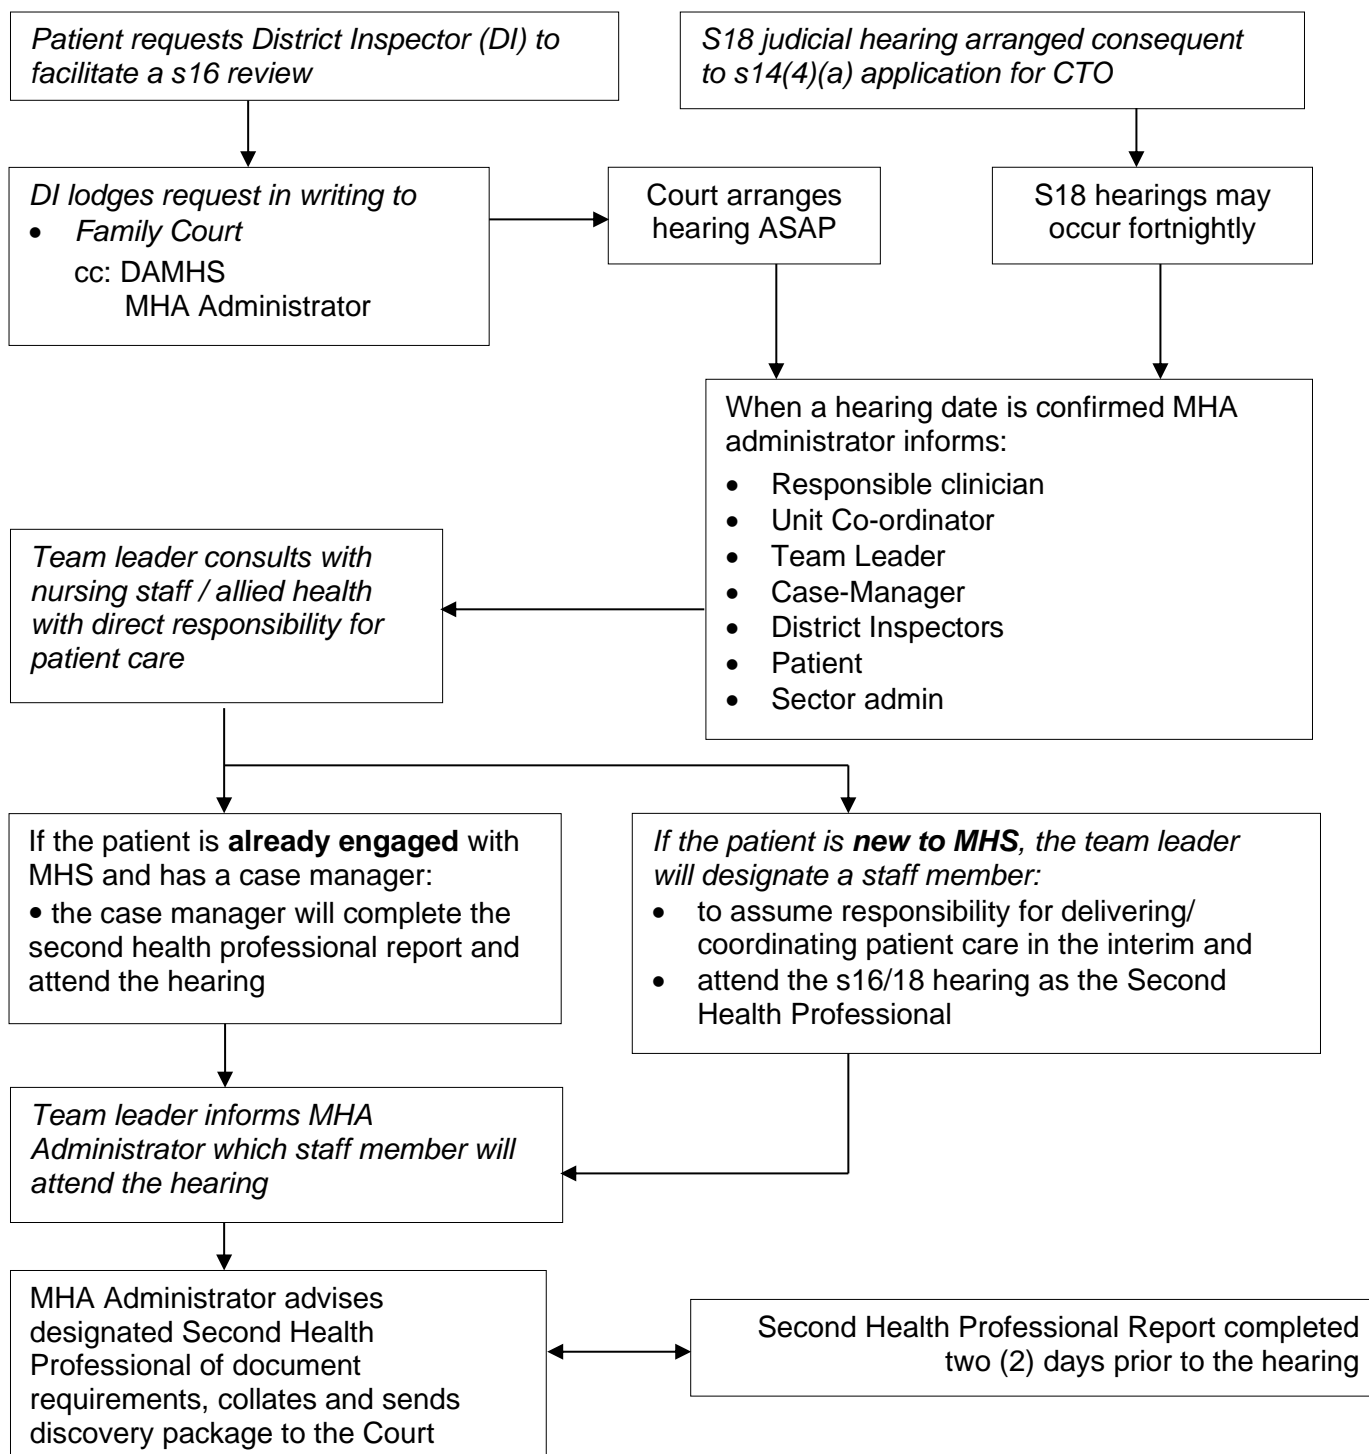 Patient requests District Inspector (DI) to
facilitate a s16 review
S18 judicial hearing arranged consequent
to s14(4)(a) application for CTO
DI lodges request in writing to
• Family Court
cc: DAMHS
MHA Administrator
Court arranges
hearing ASAP
S18 hearings may
occur fortnightly
When a hearing date is confirmed MHA
administrator informs:
• Responsible clinician
• Unit Co-ordinator
• Team Leader
• Case-Manager
• District Inspectors
• Patient
• Sector admin
Team leader consults with
nursing staff / allied health
with direct responsibility for
patient care
If the patient is already engaged with
MHS and has a case manager:
• the case manager will complete the
second health professional report and
attend the hearing
If the patient is new to MHS, the team leader
will designate a staff member:
• to assume responsibility for delivering/
coordinating patient care in the interim and
• attend the s16/18 hearing as the Second
Health Professional
Team leader informs MHA
Administrator which staff member will
attend the hearing
MHA Administrator advises
designated Second Health
Professional of document
requirements, collates and sends
discovery package to the Court
Second Health Professional Report completed
two (2) days prior to the hearing